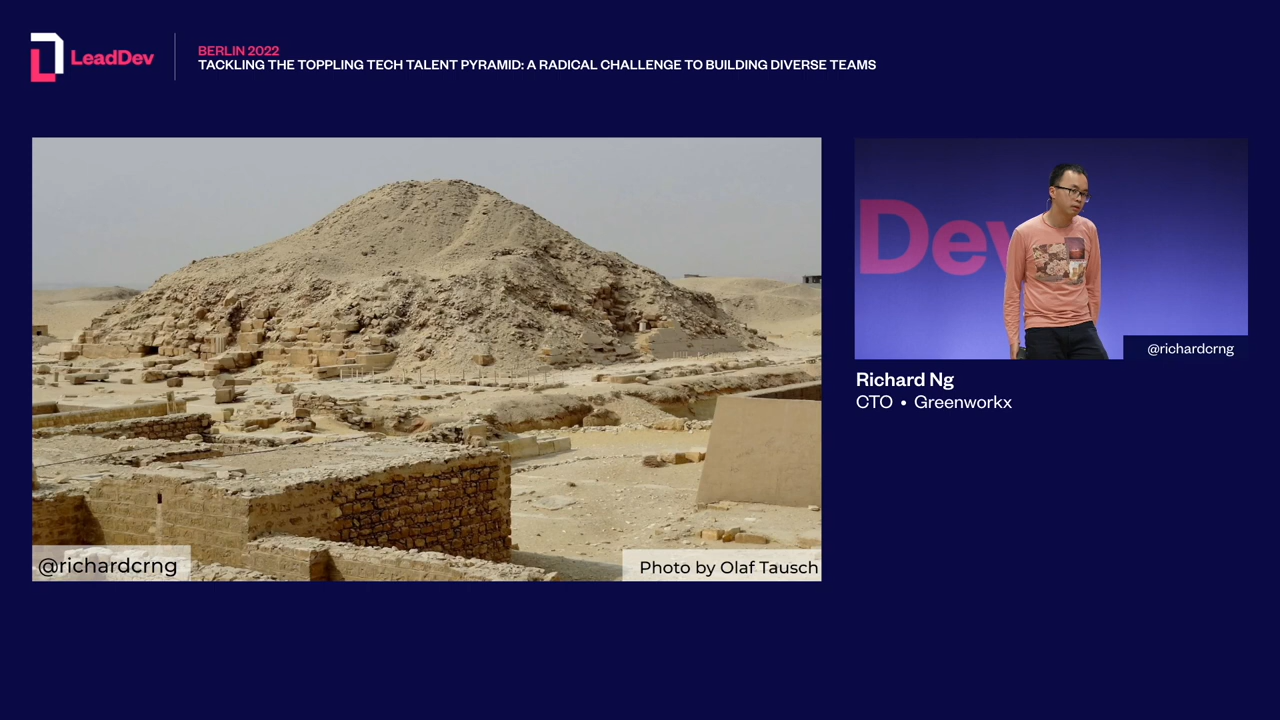 LeadDev
BERLIN 2022
TACKLING THE TOPPLING TECH TALENT PYRAMID: A RADICAL CHALLENGE TO BUILDING DIVERSE TEAMS
@richardcrng
Photo by Olaf Tausch
Dev
@richardcrng
Richard Ng
CTO • Greenworkx